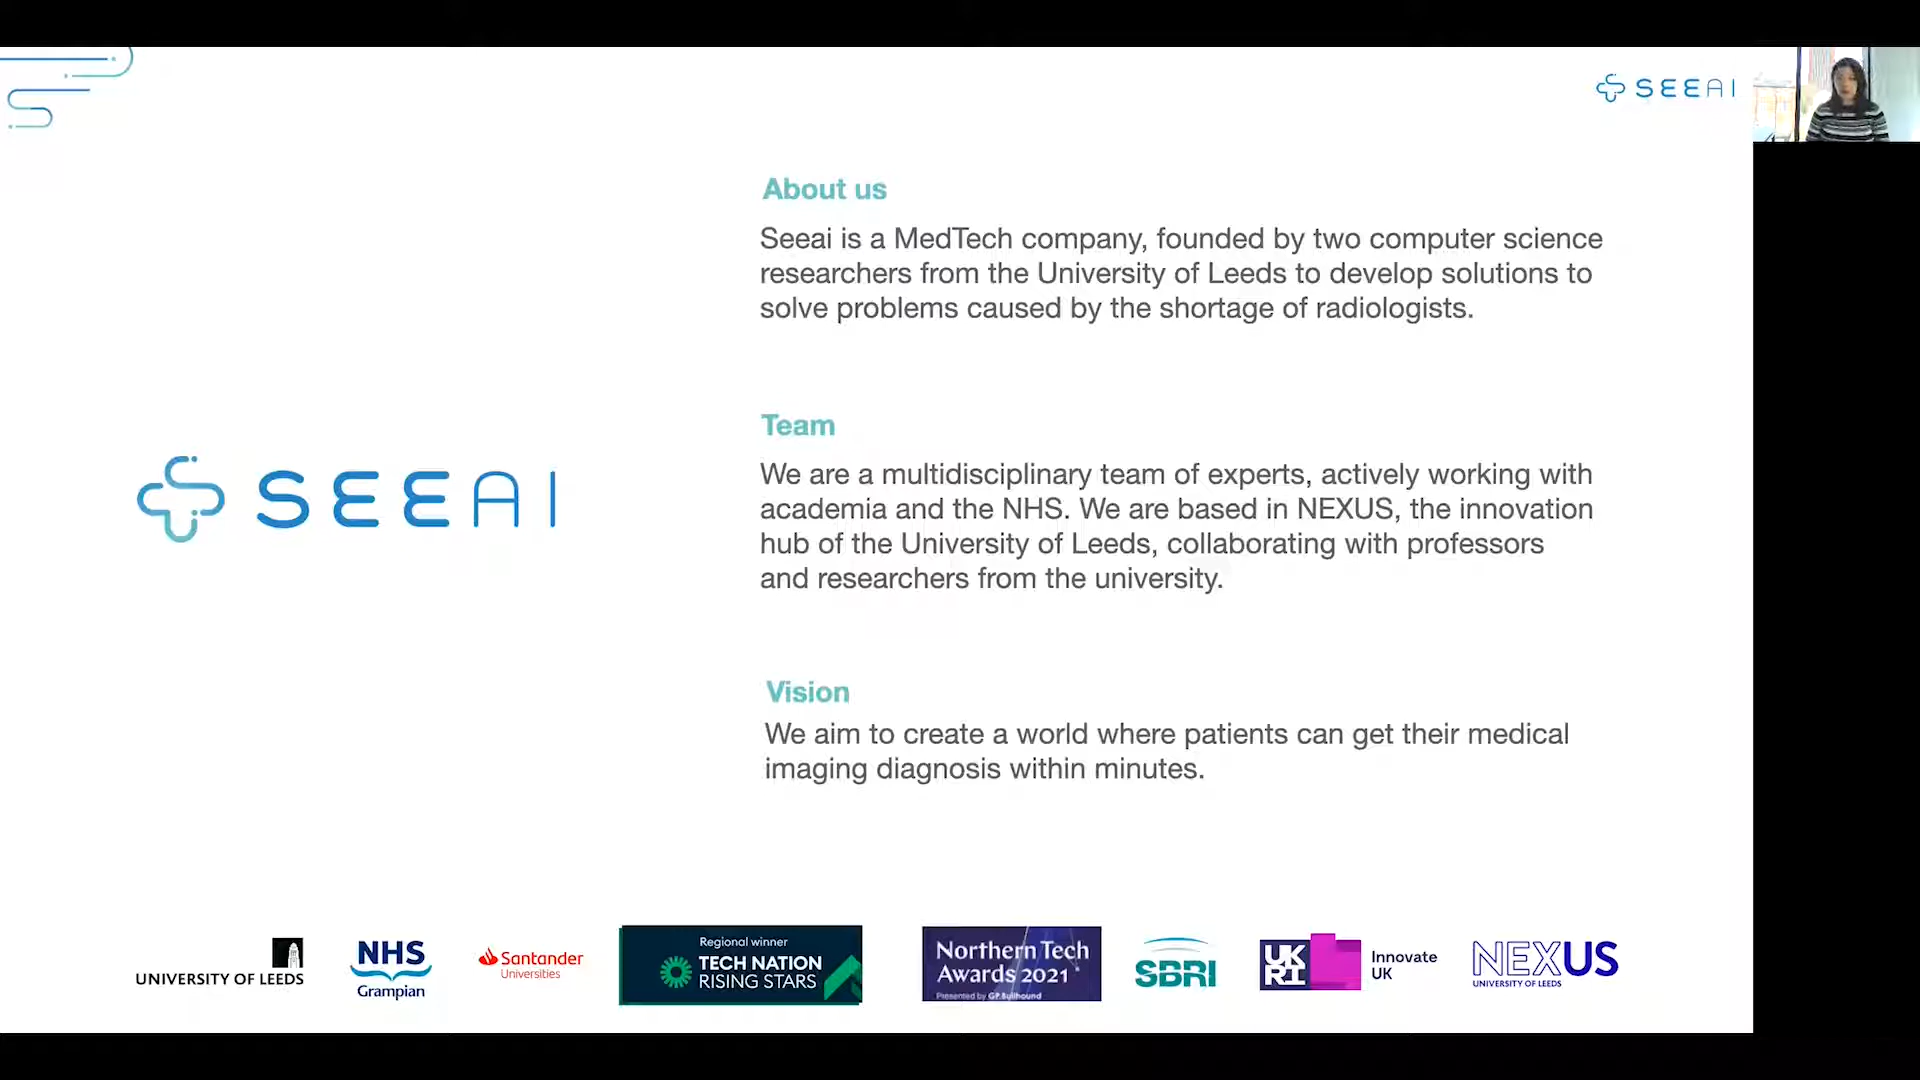 SEEAI
About us
Seeai is a MedTech company, founded by two computer science
researchers from the University of Leeds to develop solutions to
solve problems caused by the shortage of radiologists.
Team
We are a multidisciplinary team of experts, actively working with
academia and the NHS. We are based in NEXUS, the innovation
hub of the University of Leeds, collaborating with professors
and researchers from the university.
SEEAI
Vision
We aim to create a world where patients can get their medical
imaging diagnosis within minutes.
UNIVERSITY OF LEEDS
NHS
Grampian
Santander
Universities
Regional winner
TECH NATION
RISING STARS
Northern Tech
Awards 2021
Presented by GP.Bullhound
SBRI
UK
RI
Innovate
UK
NEXUS
UNIVERSITY OF LEEDS